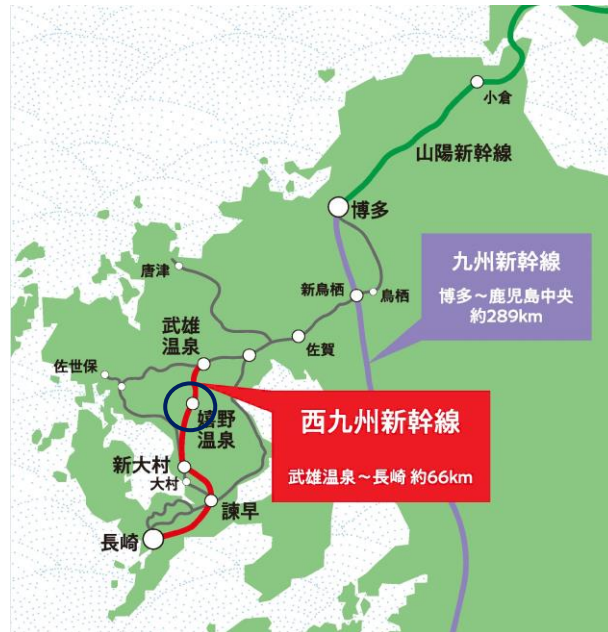 小倉
山陽新幹線
博多
九州新幹線
博多～鹿児島中央
約289km
唐津
新鳥栖
鳥栖
武雄
温泉
佐賀
佐世保
嬉野
温泉
西九州新幹線
武雄温泉～長崎 約66km
新大村
大村
諫早
長崎